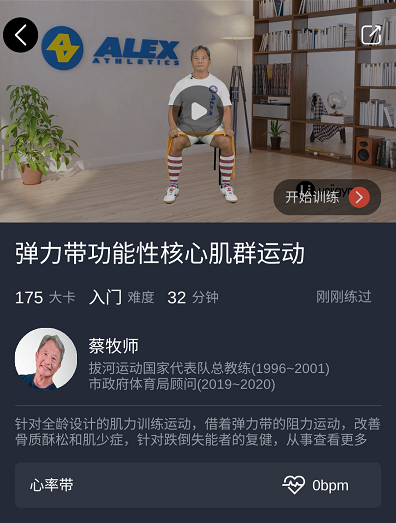 ALEX
ATHLETICS
开始训练
弹力带功能性核心肌群运动
175 大卡 入门 难度 32 分钟 刚刚练过
蔡牧师
拔河运动国家代表队总教练(1996~2001)
市政府体育局顾问(2019~2020)
针对全龄设计的肌力训练运动，借着弹力带的阻力运动，改善
骨质酥松和肌少症，针对跌倒失能者的复健，从事查看更多
心率带 0bpm